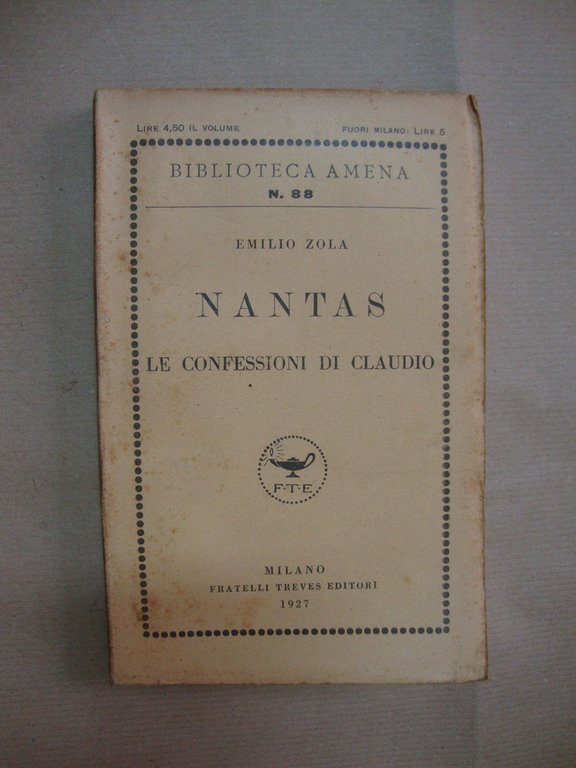 LIRE 4,50 IL VOLUME FUORI MILANO: LIRE 5
BIBLIOTECA AMENA
N. 88
EMILIO ZOLA
NANTAS
LE CONFESSIONI DI CLAUDIO
F·T·E
MILANO
FRATELLI TREVES EDITORI
1927